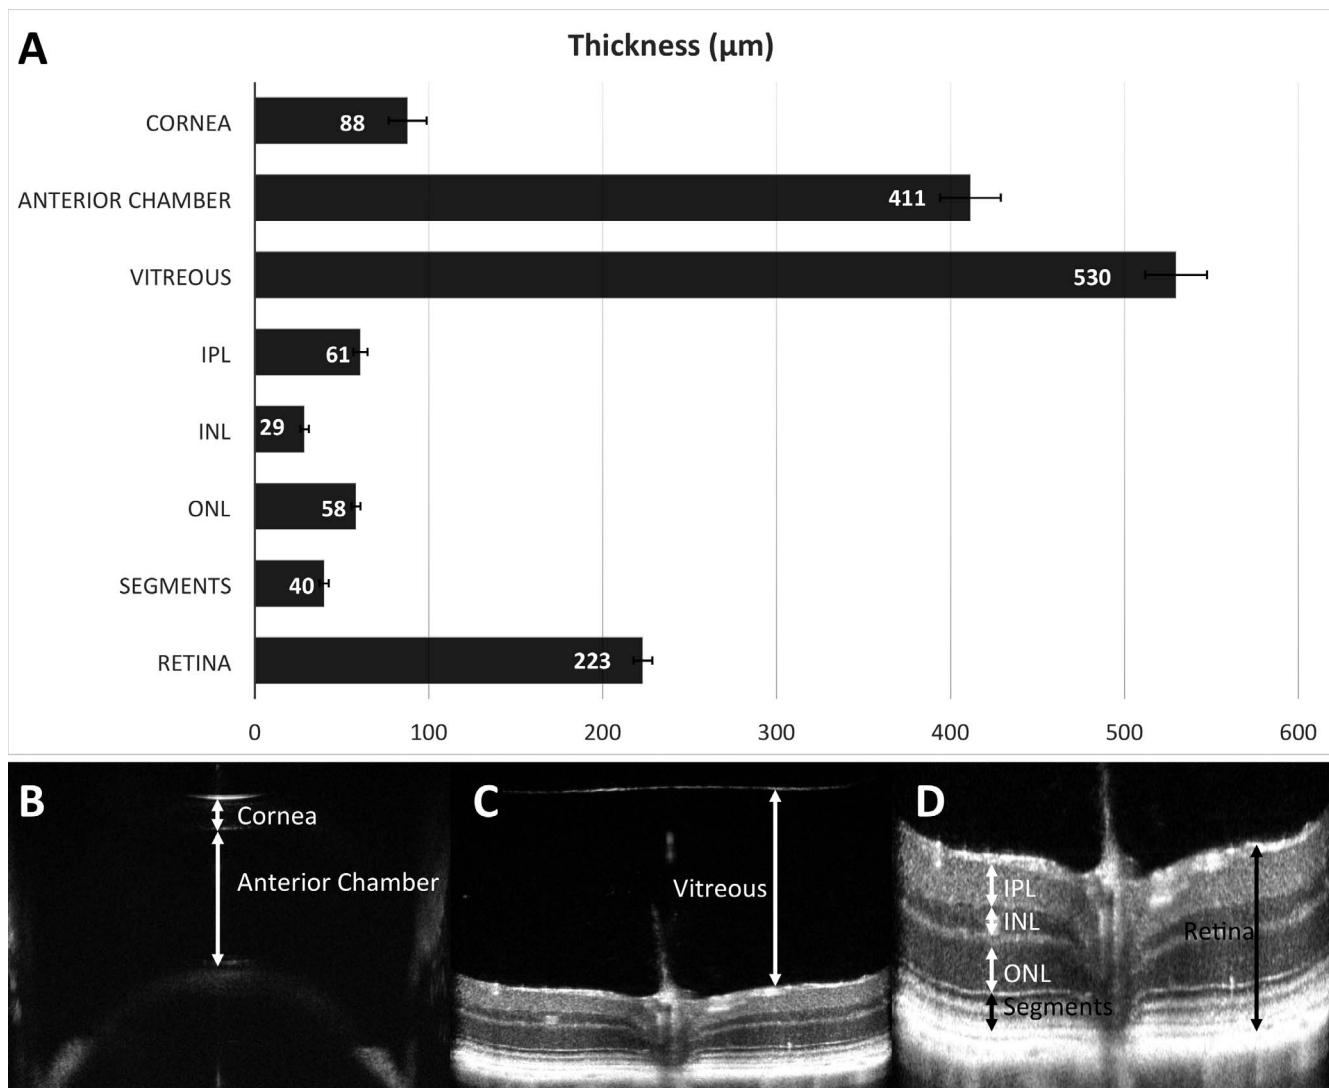 A
Thickness (µm)
CORNEA
88
ANTERIOR CHAMBER
411
VITREOUS
530
IPL
61
INL
29
ONL
58
SEGMENTS
40
RETINA
223
0 100 200 300 400 500 600
B
Cornea
Anterior Chamber
C
Vitreous
D
IPL
INL
Retina
ONL
Segments